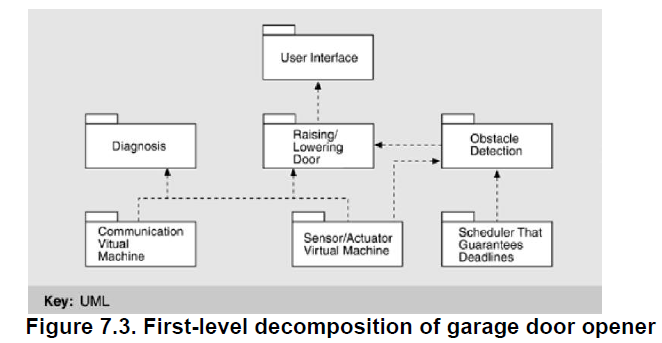 User Interface
Diagnosis
Raising/
Lowering
Door
Obstacle
Detection
Communication
Vitual
Machine
Sensor/Actuator
Virtual Machine
Scheduler That
Guarantees
Deadlines
Key: UML
Figure 7.3. First-level decomposition of garage door opener